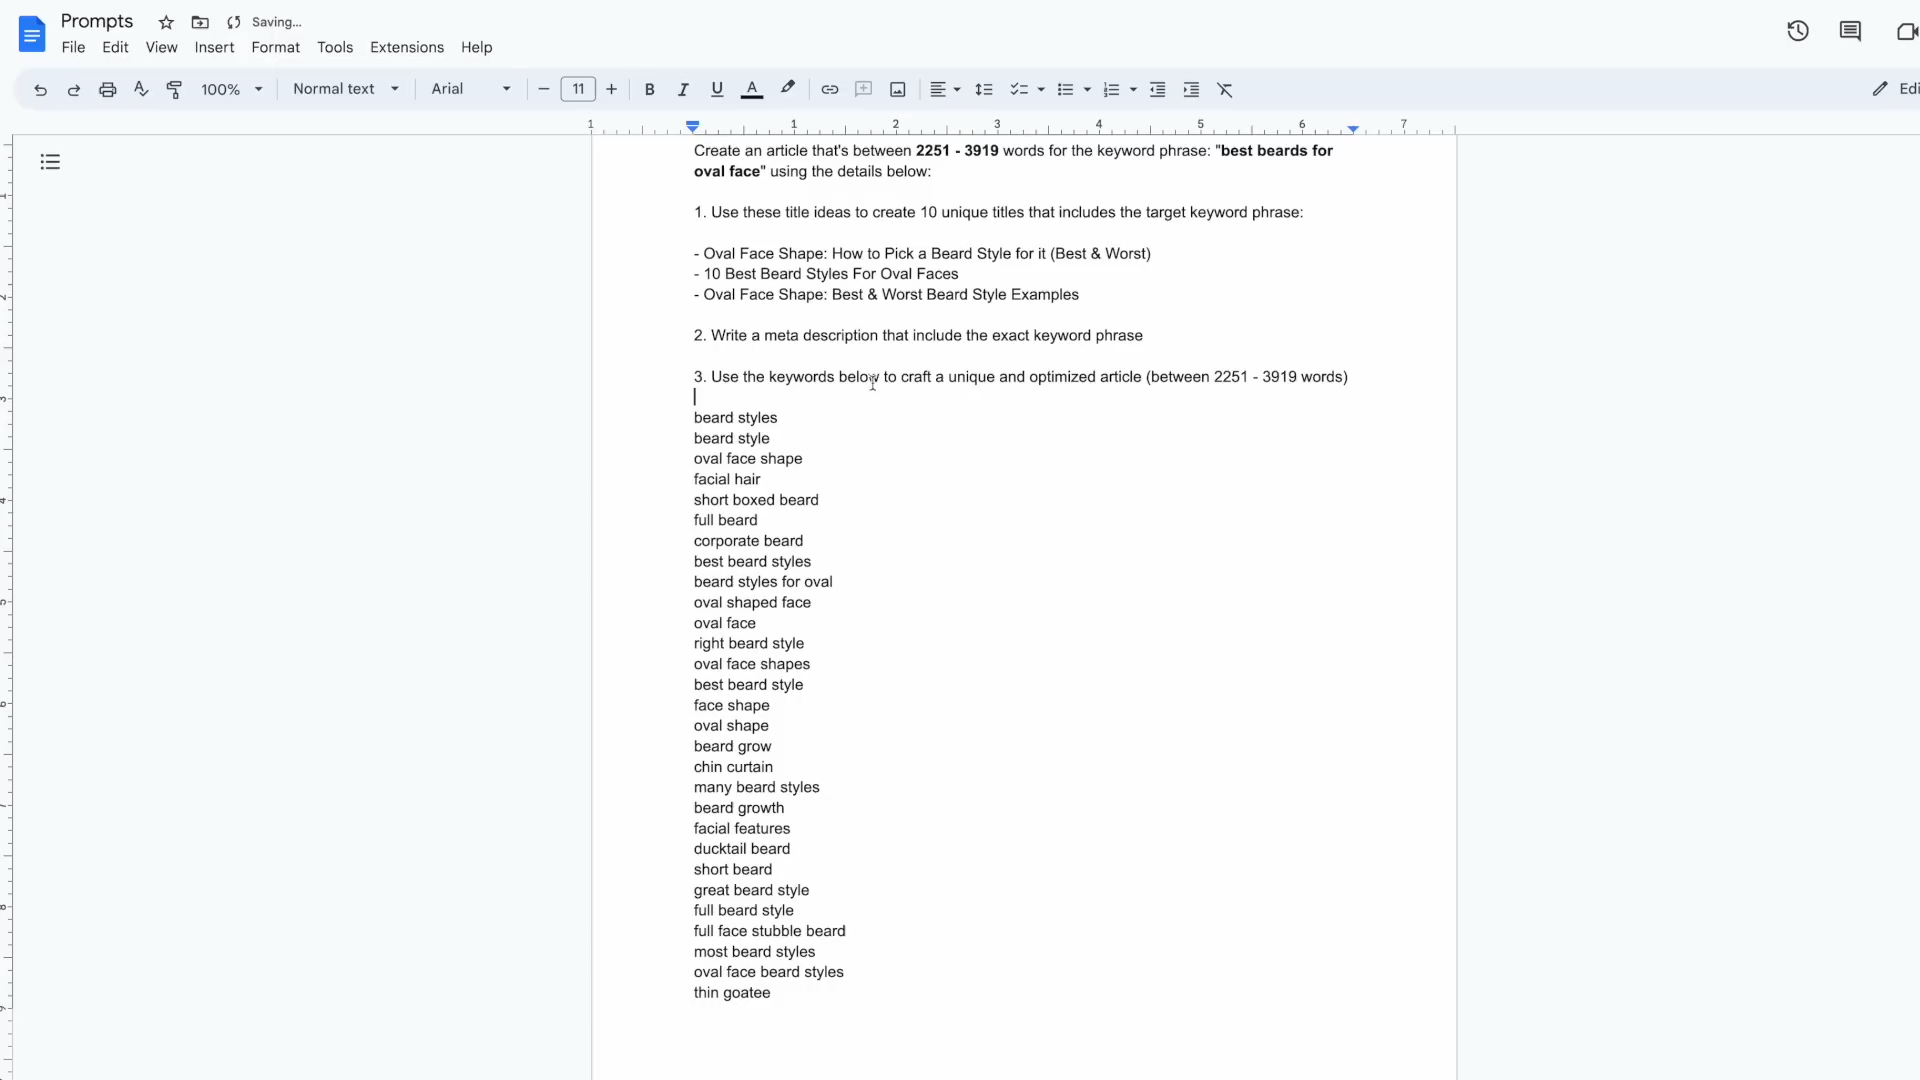 Prompts Saving...
File Edit View Insert Format Tools Extensions Help
100% Normal text Arial 11 B I U A Edi
1 1 2 3 4 5 6 7
Create an article that's between 2251 - 3919 words for the keyword phrase: "best beards for
oval face" using the details below:
1. Use these title ideas to create 10 unique titles that includes the target keyword phrase:
- Oval Face Shape: How to Pick a Beard Style for it (Best & Worst)
- 10 Best Beard Styles For Oval Faces
- Oval Face Shape: Best & Worst Beard Style Examples
2. Write a meta description that include the exact keyword phrase
3. Use the keywords below to craft a unique and optimized article (between 2251 - 3919 words)
beard styles
beard style
oval face shape
facial hair
short boxed beard
full beard
corporate beard
best beard styles
beard styles for oval
oval shaped face
oval face
right beard style
oval face shapes
best beard style
face shape
oval shape
beard grow
chin curtain
many beard styles
beard growth
facial features
ducktail beard
short beard
great beard style
full beard style
full face stubble beard
most beard styles
oval face beard styles
thin goatee